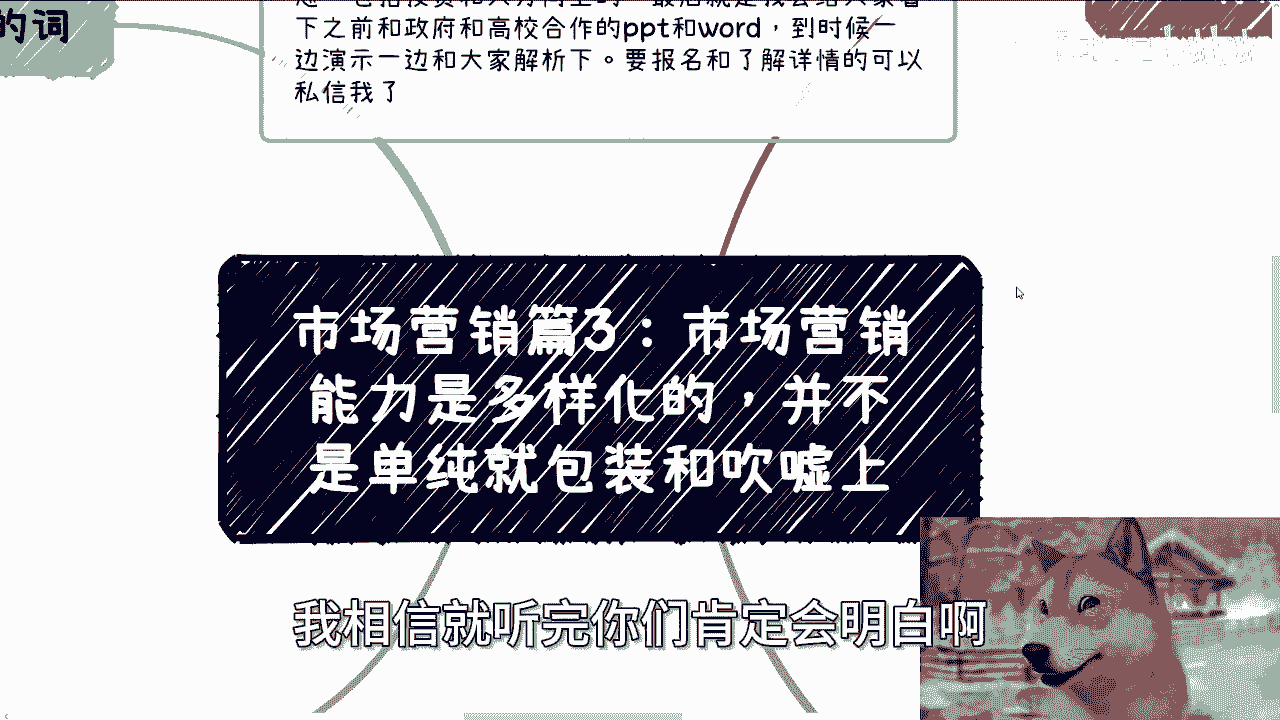 的词
下之前和政府和高校合作的ppt和word，到时候一
边演示一边和大家解析下。要报名和了解详情的可以
私信我了
市场营销篇3：市场营销
能力是多样化的，并不
是单纯就包装和吹嘘上
我相信就听完你们肯定会明白啊